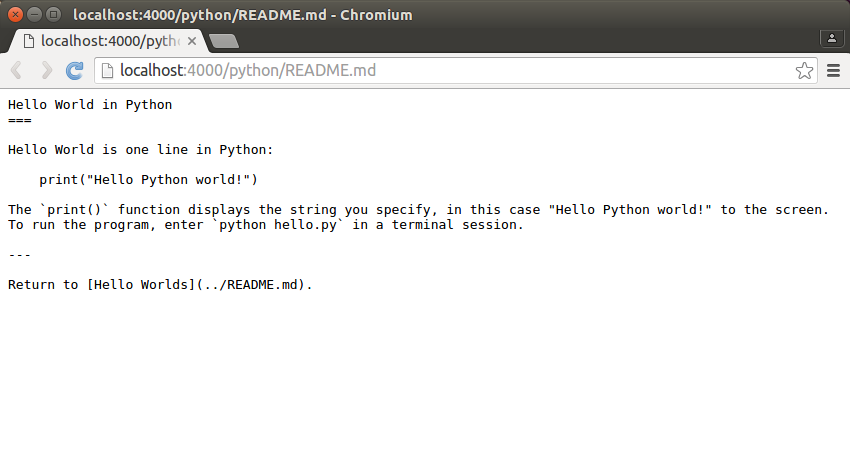 localhost:4000/python/README.md - Chromium
localhost:4000/pyth
localhost:4000/python/README.md
Hello World in Python
===
Hello World is one line in Python:
print("Hello Python world!")
The `print()` function displays the string you specify, in this case "Hello Python world!" to the screen.
To run the program, enter `python hello.py` in a terminal session.
---
Return to [Hello Worlds](../README.md).